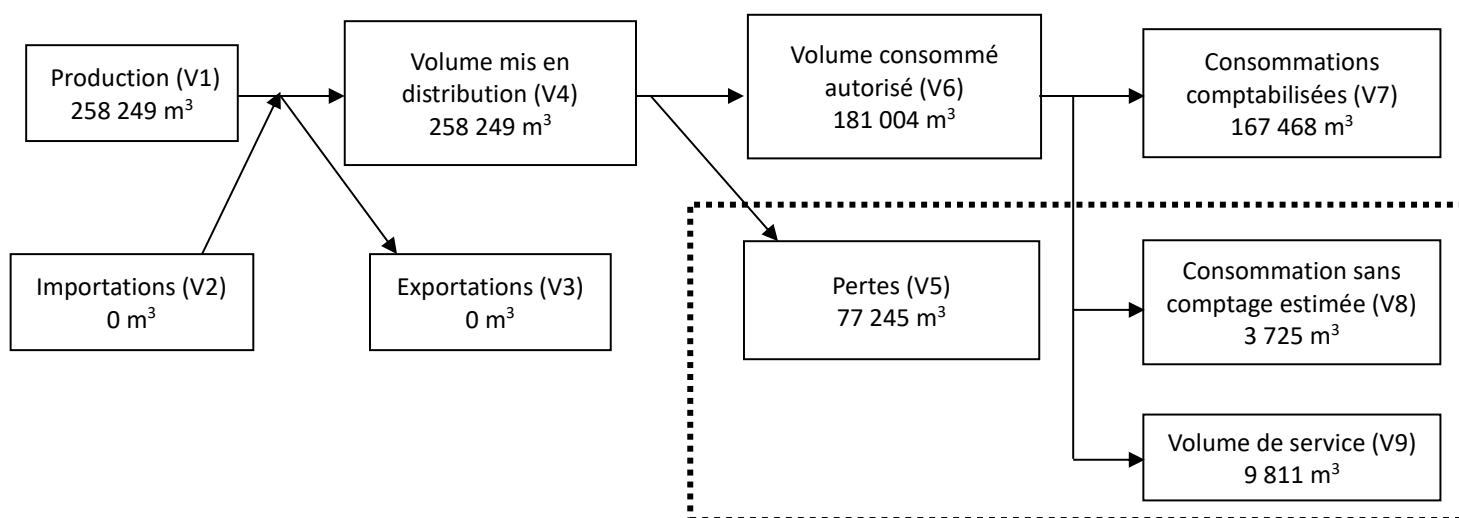 Production (V1)
258 249 m³
Volume mis en
distribution (V4)
258 249 m³
Volume consommé
autorisé (V6)
181 004 m³
Consommations
comptabilisées (V7)
167 468 m³
Importations (V2)
0 m³
Exportations (V3)
0 m³
Pertes (V5)
77 245 m³
Consommation sans
comptage estimée (V8)
3 725 m³
Volume de service (V9)
9 811 m³